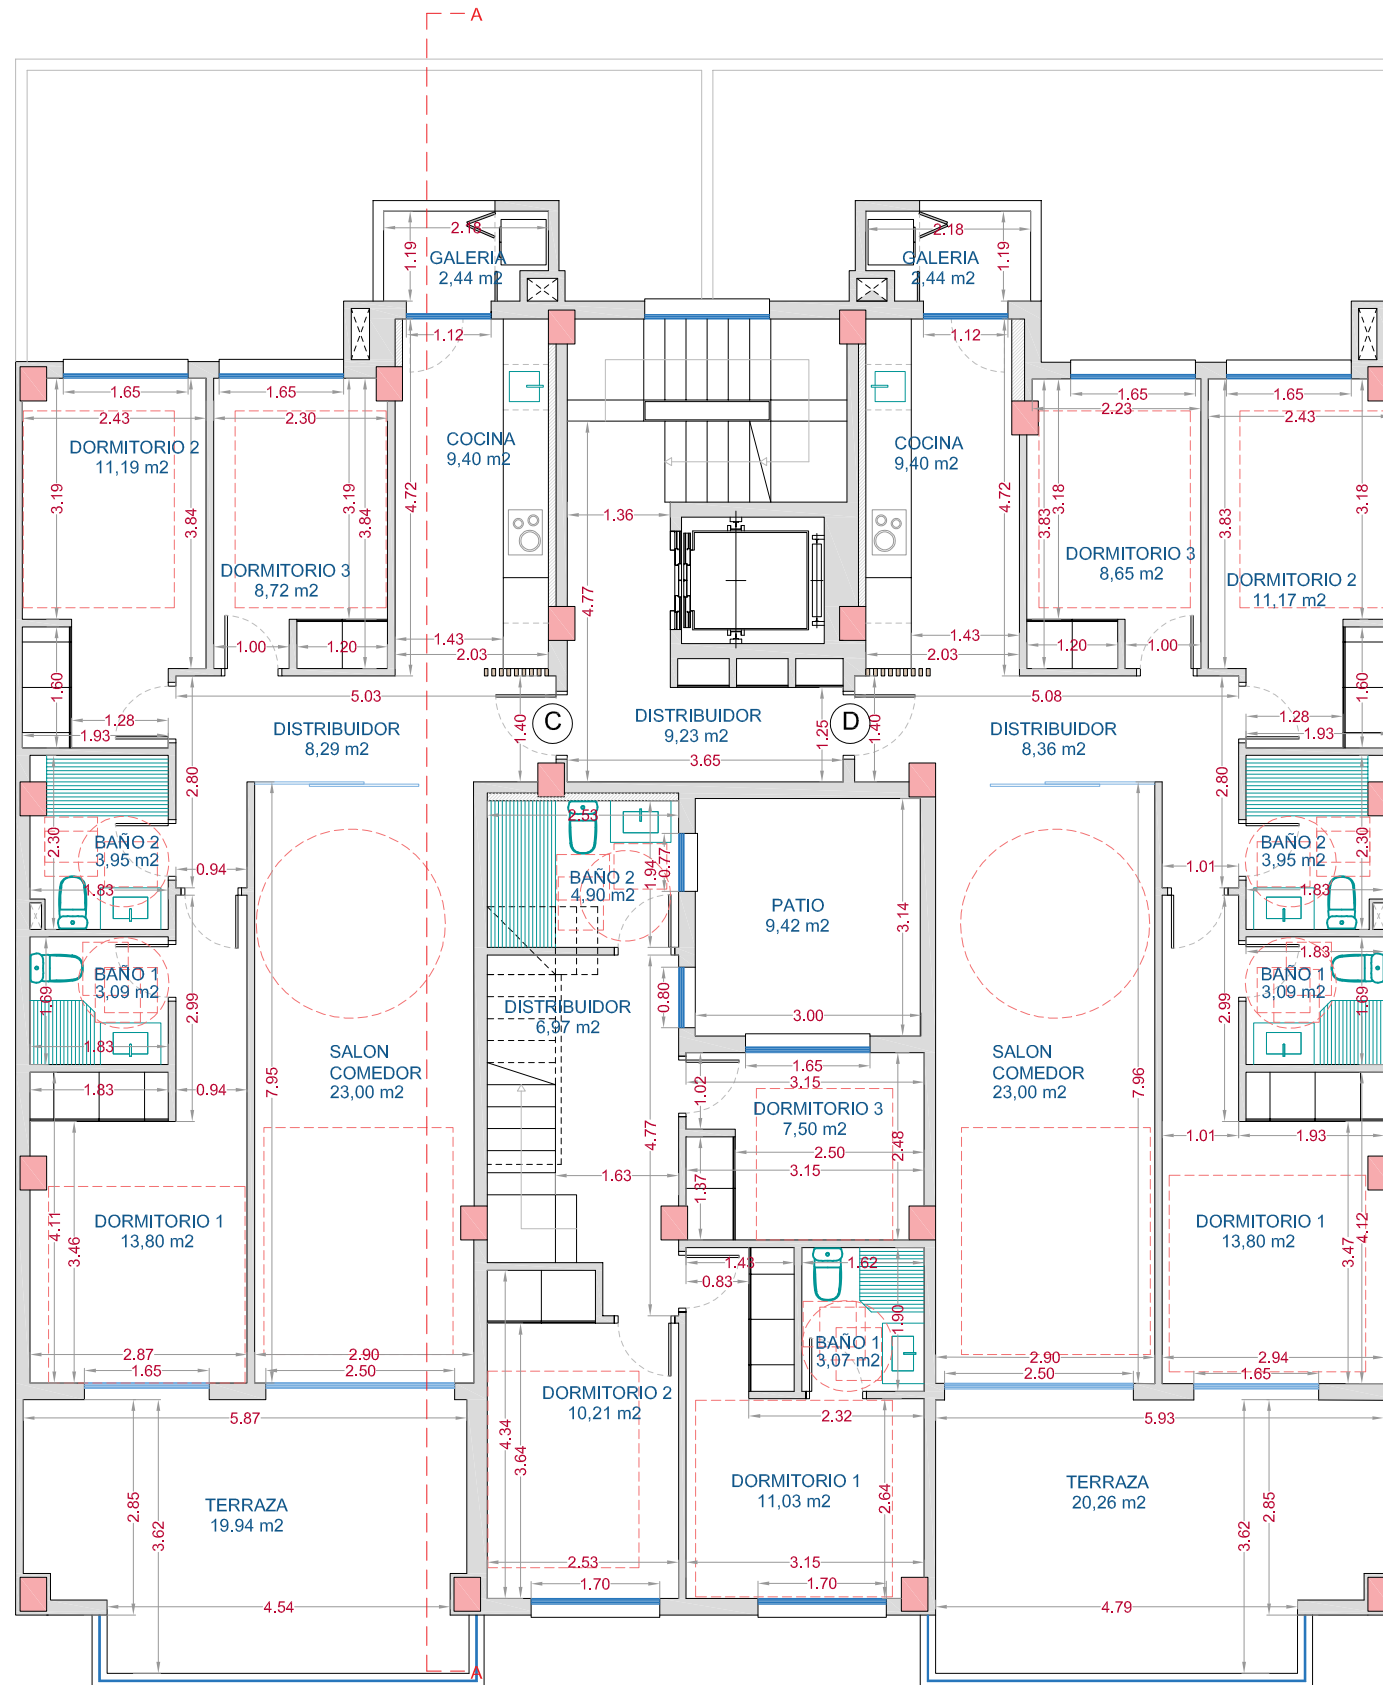 A
2.18
2.18
1.19
GALERIA
2,44 m2
GALERIA
2,44 m2
1.19
1.12
1.12
1.65
1.65
1.65
1.65
2.43
2.30
2.23
2.43
DORMITORIO 2
11,19 m2
COCINA
9,40 m2
COCINA
9,40 m2
3.19
3.84
3.19
3.84
4.72
1.36
4.72
3.83
3.18
3.83
3.18
DORMITORIO 3
8,72 m2
DORMITORIO 3
8,65 m2
DORMITORIO 2
11,17 m2
4.77
1.00
1.20
1.43
2.03
1.43
2.03
1.20
1.00
1.60
1.60
5.03
5.08
1.28
1.93
1.28
1.93
DISTRIBUIDOR
8,29 m2
1.40
C
DISTRIBUIDOR
9,23 m2
1.25
D
1.40
DISTRIBUIDOR
8,36 m2
3.65
2.80
2.80
2.30
BAÑO 2
3,95 m2
1.83
0.94
2.53
1.94
0.77
BAÑO 2
4,90 m2
PATIO
9,42 m2
3.14
3.00
1.01
BAÑO 2
3,95 m2
2.30
1.83
1.69
BAÑO 1
3,09 m2
1.83
2.99
DISTRIBUIDOR
6,97 m2
0.80
2.99
1.83
BAÑO 1
3,09 m2
1.69
1.83
0.94
7.95
SALON
COMEDOR
23,00 m2
1.02
1.65
3.15
DORMITORIO 3
7,50 m2
2.50
3.15
2.48
1.37
SALON
COMEDOR
23,00 m2
7.96
1.01
1.93
4.77
1.63
DORMITORIO 1
13,80 m2
4.11
3.46
DORMITORIO 1
13,80 m2
3.47
4.12
1.43
0.83
1.62
1.90
BAÑO 1
3,07 m2
2.87
1.65
2.90
2.50
2.90
2.50
2.94
1.65
DORMITORIO 2
10,21 m2
5.87
2.32
5.93
4.34
3.64
DORMITORIO 1
11,03 m2
2.64
TERRAZA
19.94 m2
2.85
3.62
TERRAZA
20,26 m2
3.62
2.85
2.53
1.70
3.15
1.70
4.54
4.79
A